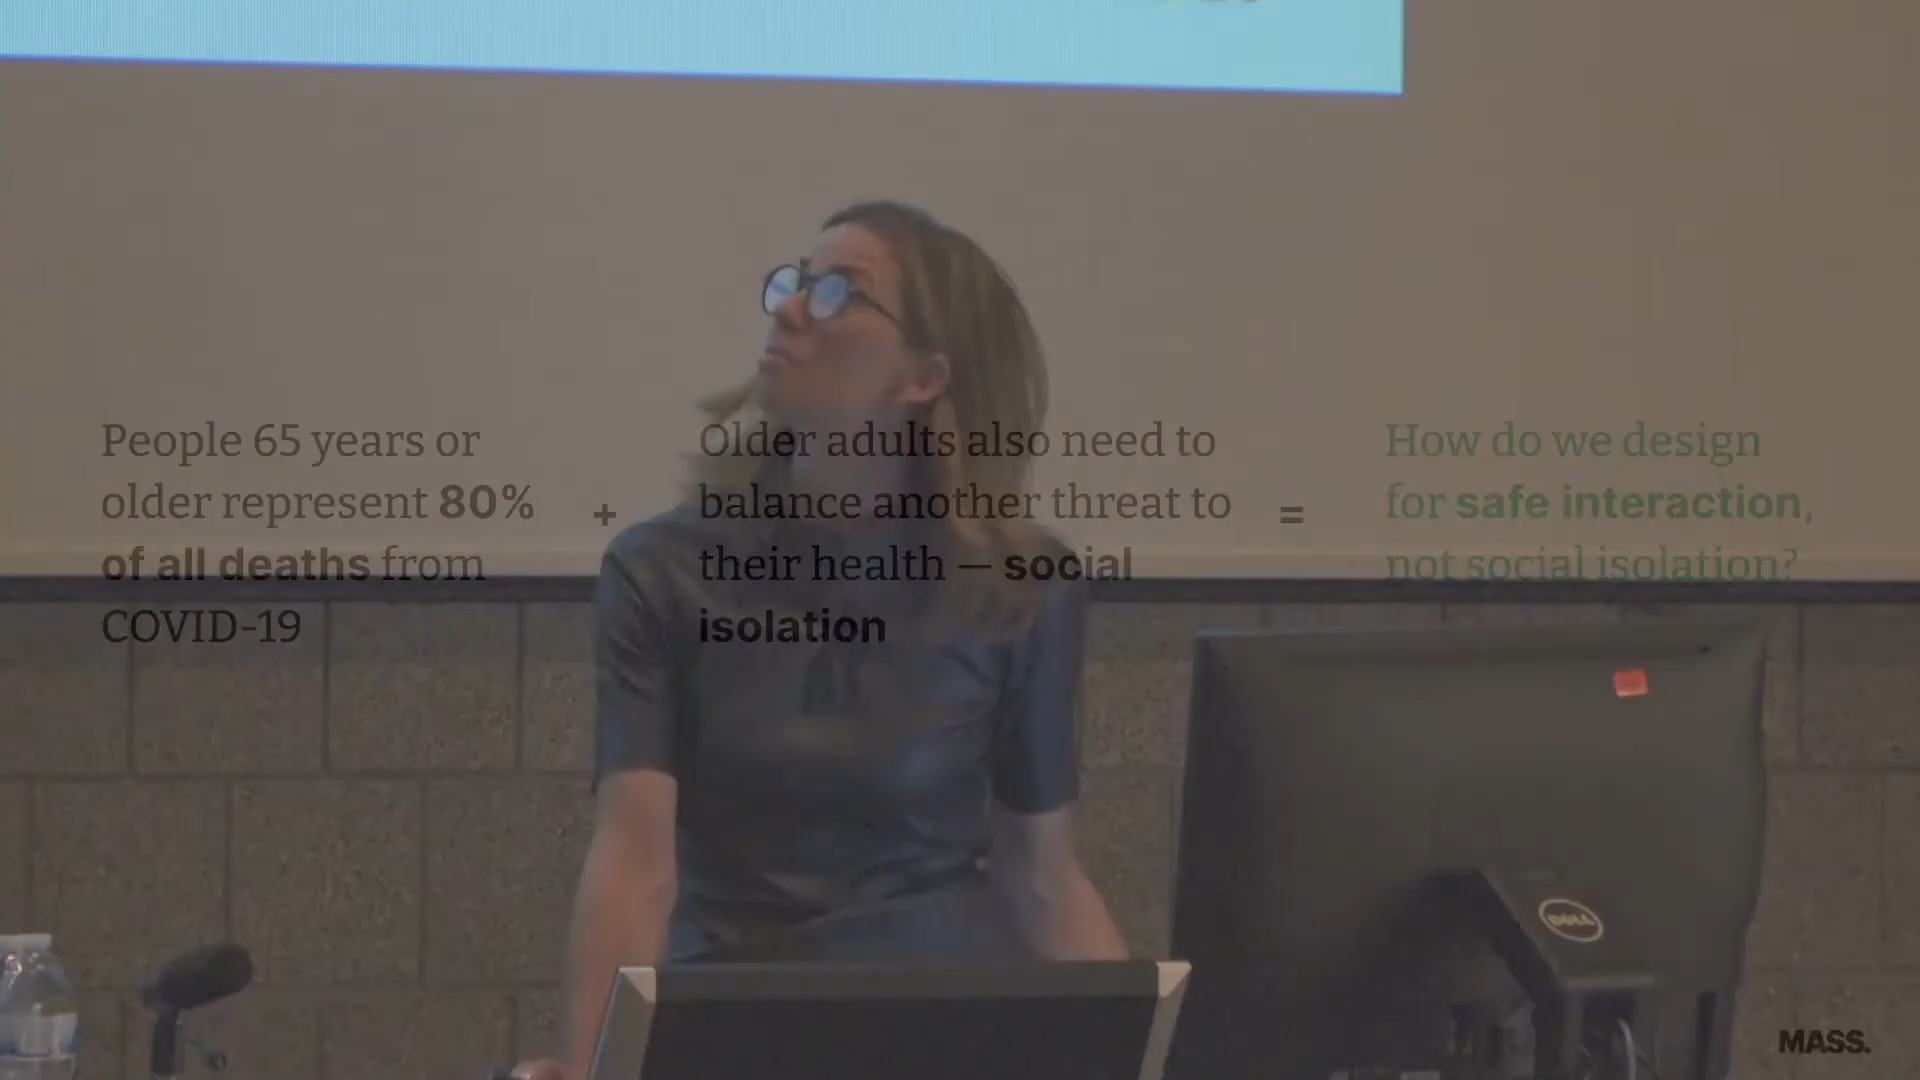 People 65 years or
older represent 80%
of all deaths from
COVID-19
+
Older adults also need to
balance another threat to
their health — social
isolation
=
How do we design
for safe interaction,
not social isolation?
DELL
MASS.